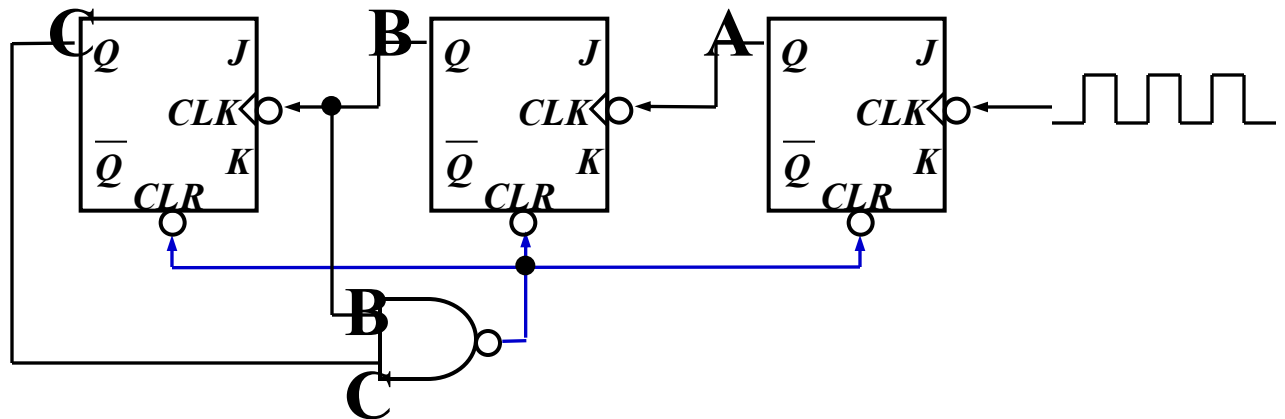 C B A
Q J Q J Q J
CLK CLK CLK
Q̅ K Q̅ K Q̅ K
CLR CLR CLR
B
C